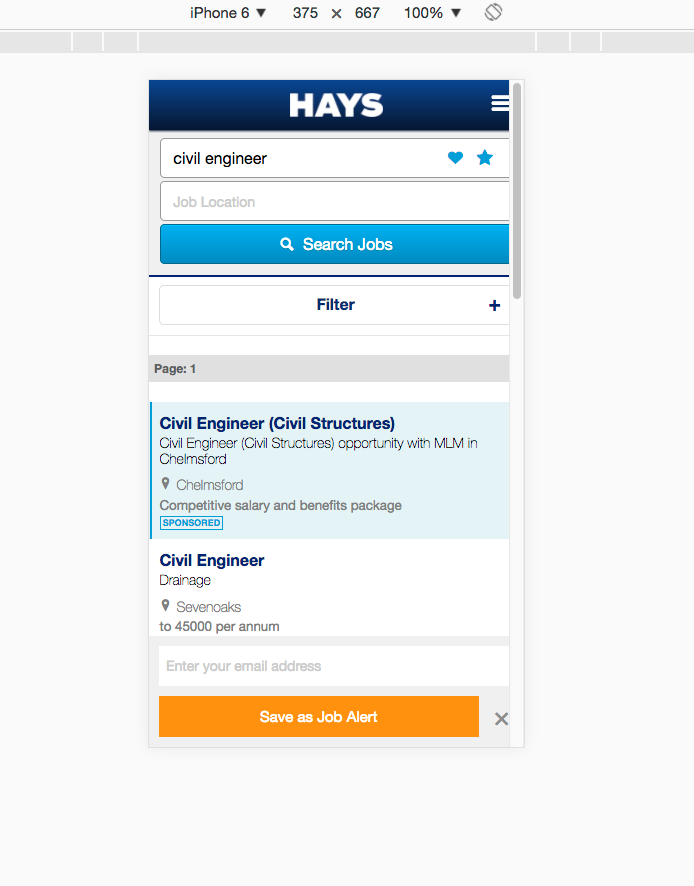 iPhone 6 ▼ 375 × 667 100% ▼
HAYS
civil engineer
Job Location
Search Jobs
Filter +
Page: 1
Civil Engineer (Civil Structures)
Civil Engineer (Civil Structures) opportunity with MLM in
Chelmsford
Chelmsford
Competitive salary and benefits package
SPONSORED
Civil Engineer
Drainage
Sevenoaks
to 45000 per annum
Enter your email address
Save as Job Alert ×